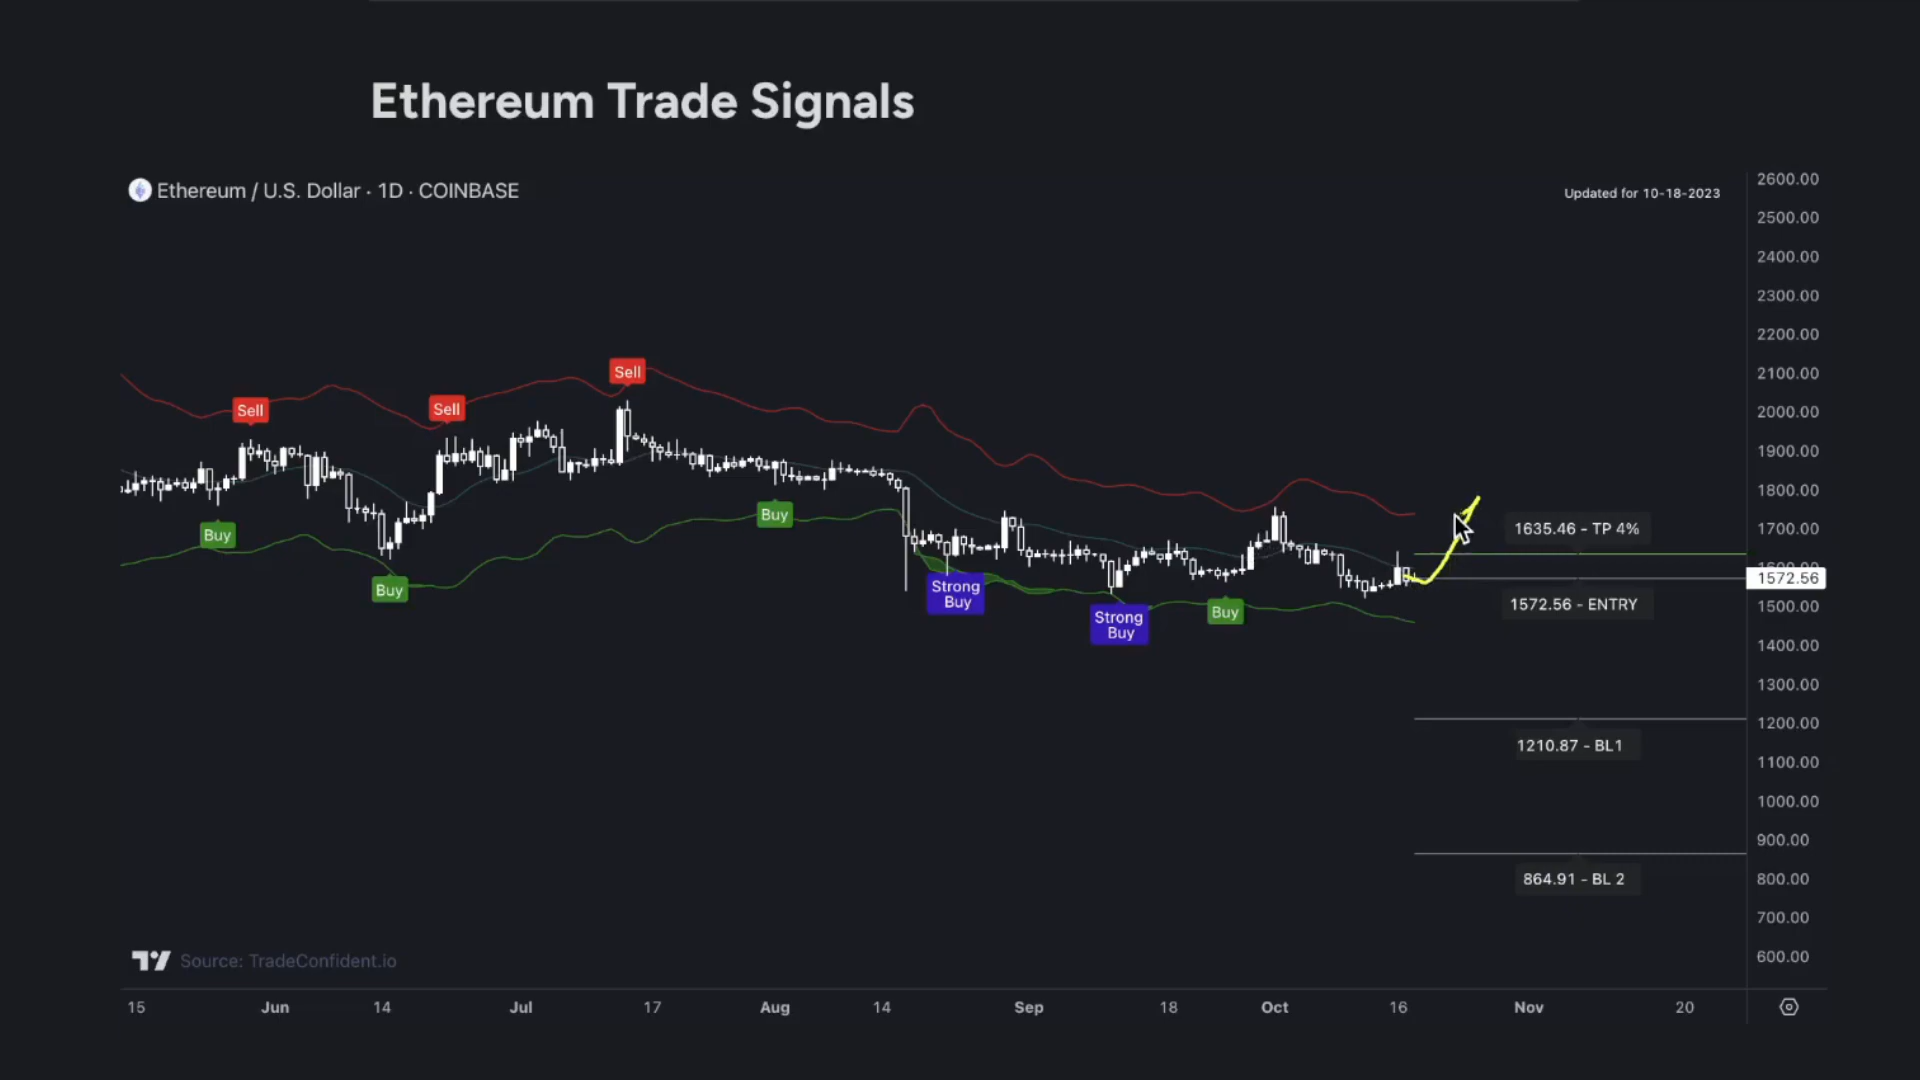 Ethereum Trade Signals
Ethereum / U.S. Dollar · 1D · COINBASE
Updated for 10-18-2023
2600.00
2500.00
2400.00
2300.00
2200.00
2100.00
2000.00
1900.00
1800.00
1700.00
1600.00
1572.56
1500.00
1400.00
1300.00
1200.00
1100.00
1000.00
900.00
800.00
700.00
600.00
Sell
Sell
Sell
Buy
Buy
Buy
Strong
Buy
Strong
Buy
Buy
1635.46 - TP 4%
1572.56 - ENTRY
1210.87 - BL1
864.91 - BL 2
Source: TradeConfident.io
15 Jun 14 Jul 17 Aug 14 Sep 18 Oct 16 Nov 20